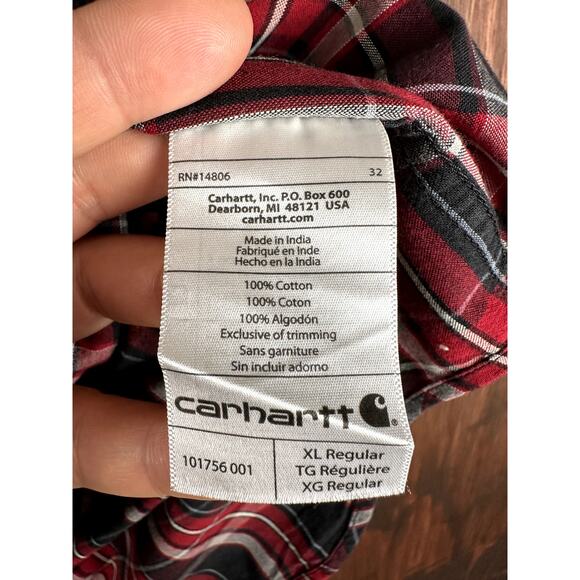 RN#14806 32
Carhartt, Inc. P.O. Box 600
Dearborn, MI 48121 USA
carhartt.com
Made in India
Fabriqué en Inde
Hecho en la India
100% Cotton
100% Coton
100% Algodón
Exclusive of trimming
Sans garniture
Sin incluir adorno
carhartt
101756 001
XL Regular
TG Régulière
XG Regular